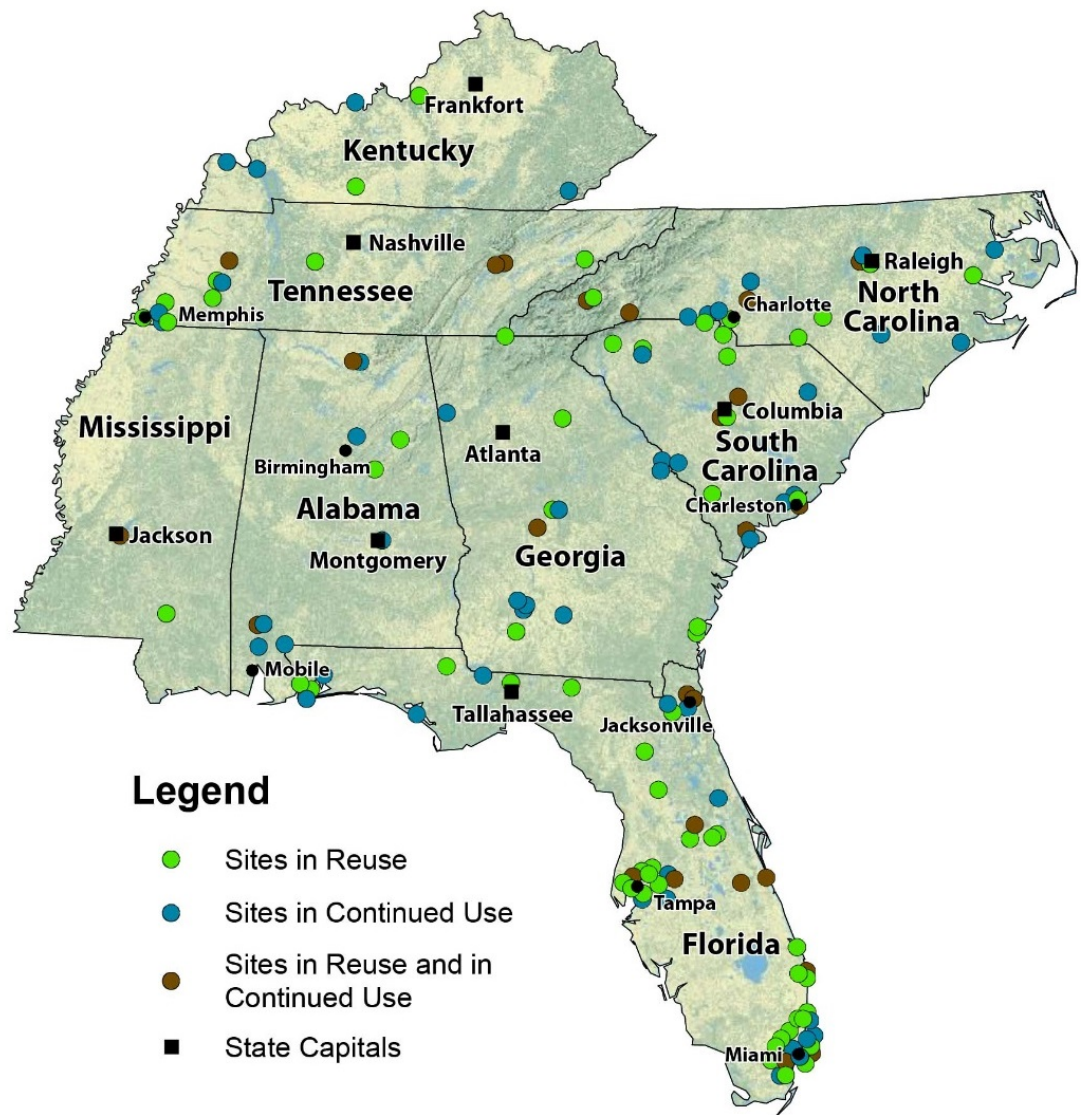 Frankfort
Kentucky
Nashville
Tennessee
Memphis
Raleigh
North
Carolina
Charlotte
Mississippi
Columbia
South
Carolina
Atlanta
Birmingham
Alabama
Charleston
Jackson
Montgomery
Georgia
Mobile
Tallahassee
Jacksonville
Tampa
Florida
Miami
Legend
Sites in Reuse
Sites in Continued Use
Sites in Reuse and in
Continued Use
State Capitals